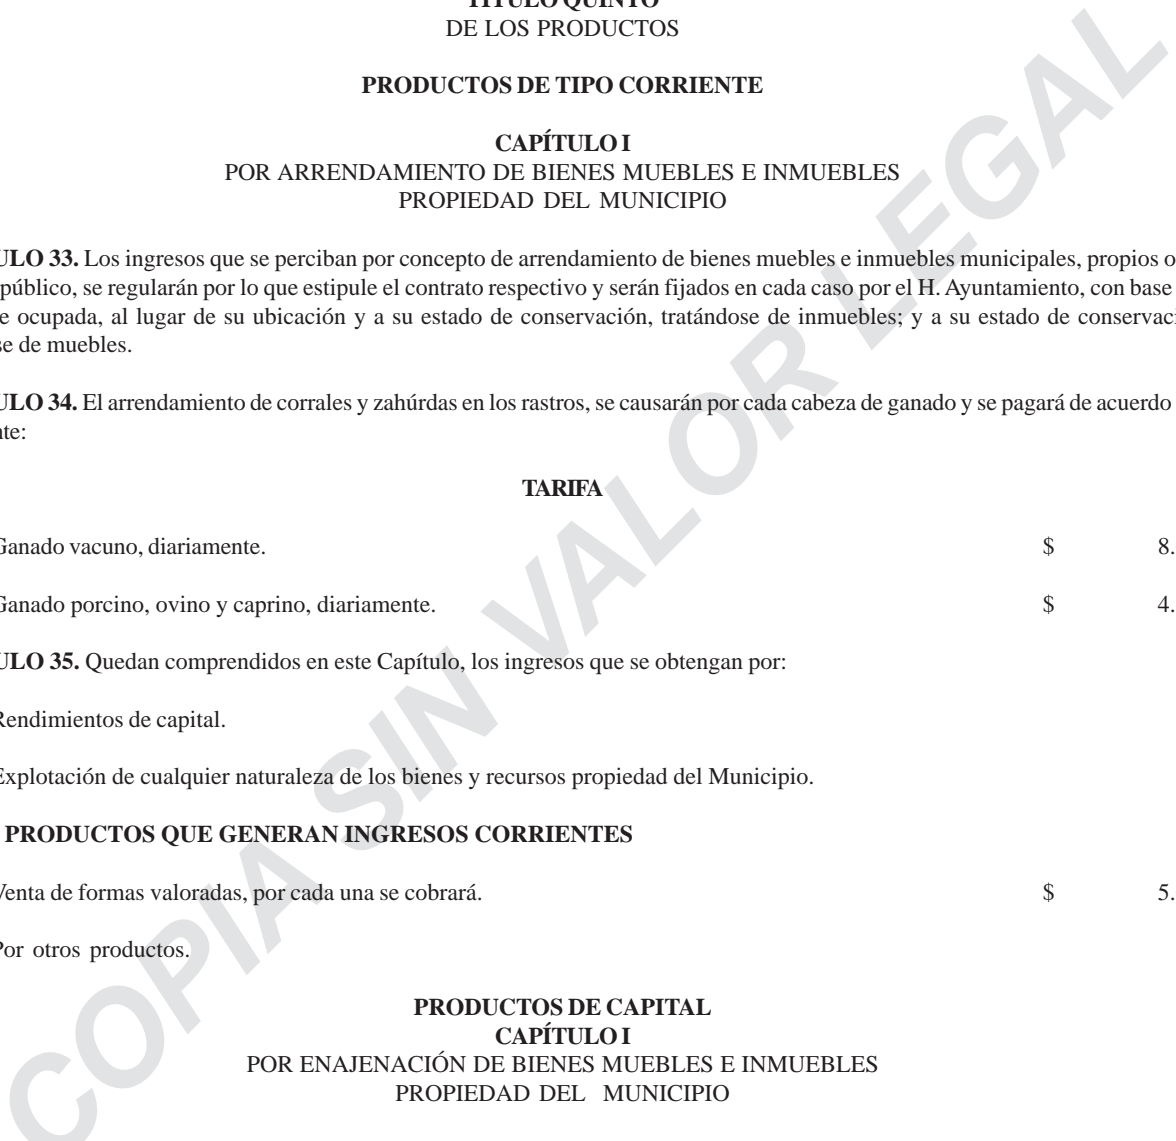 TÍTULO QUINTO
DE LOS PRODUCTOS
PRODUCTOS DE TIPO CORRIENTE
CAPÍTULO I
POR ARRENDAMIENTO DE BIENES MUEBLES E INMUEBLES
PROPIEDAD DEL MUNICIPIO
ULO 33. Los ingresos que se perciban por concepto de arrendamiento de bienes muebles e inmuebles municipales, propios o
público, se regularán por lo que estipule el contrato respectivo y serán fijados en cada caso por el H. Ayuntamiento, con base
e ocupada, al lugar de su ubicación y a su estado de conservación, tratándose de inmuebles; y a su estado de conservaci
se de muebles.
ULO 34. El arrendamiento de corrales y zahúrdas en los rastros, se causarán por cada cabeza de ganado y se pagará de acuerdo
nte:
TARIFA
Ganado vacuno, diariamente. $ 8.
Ganado porcino, ovino y caprino, diariamente. $ 4.
ULO 35. Quedan comprendidos en este Capítulo, los ingresos que se obtengan por:
Rendimientos de capital.
Explotación de cualquier naturaleza de los bienes y recursos propiedad del Municipio.
PRODUCTOS QUE GENERAN INGRESOS CORRIENTES
Venta de formas valoradas, por cada una se cobrará. $ 5.
Por otros productos.
PRODUCTOS DE CAPITAL
CAPÍTULO I
POR ENAJENACIÓN DE BIENES MUEBLES E INMUEBLES
PROPIEDAD DEL MUNICIPIO
COPIA SIN VALOR LEGAL